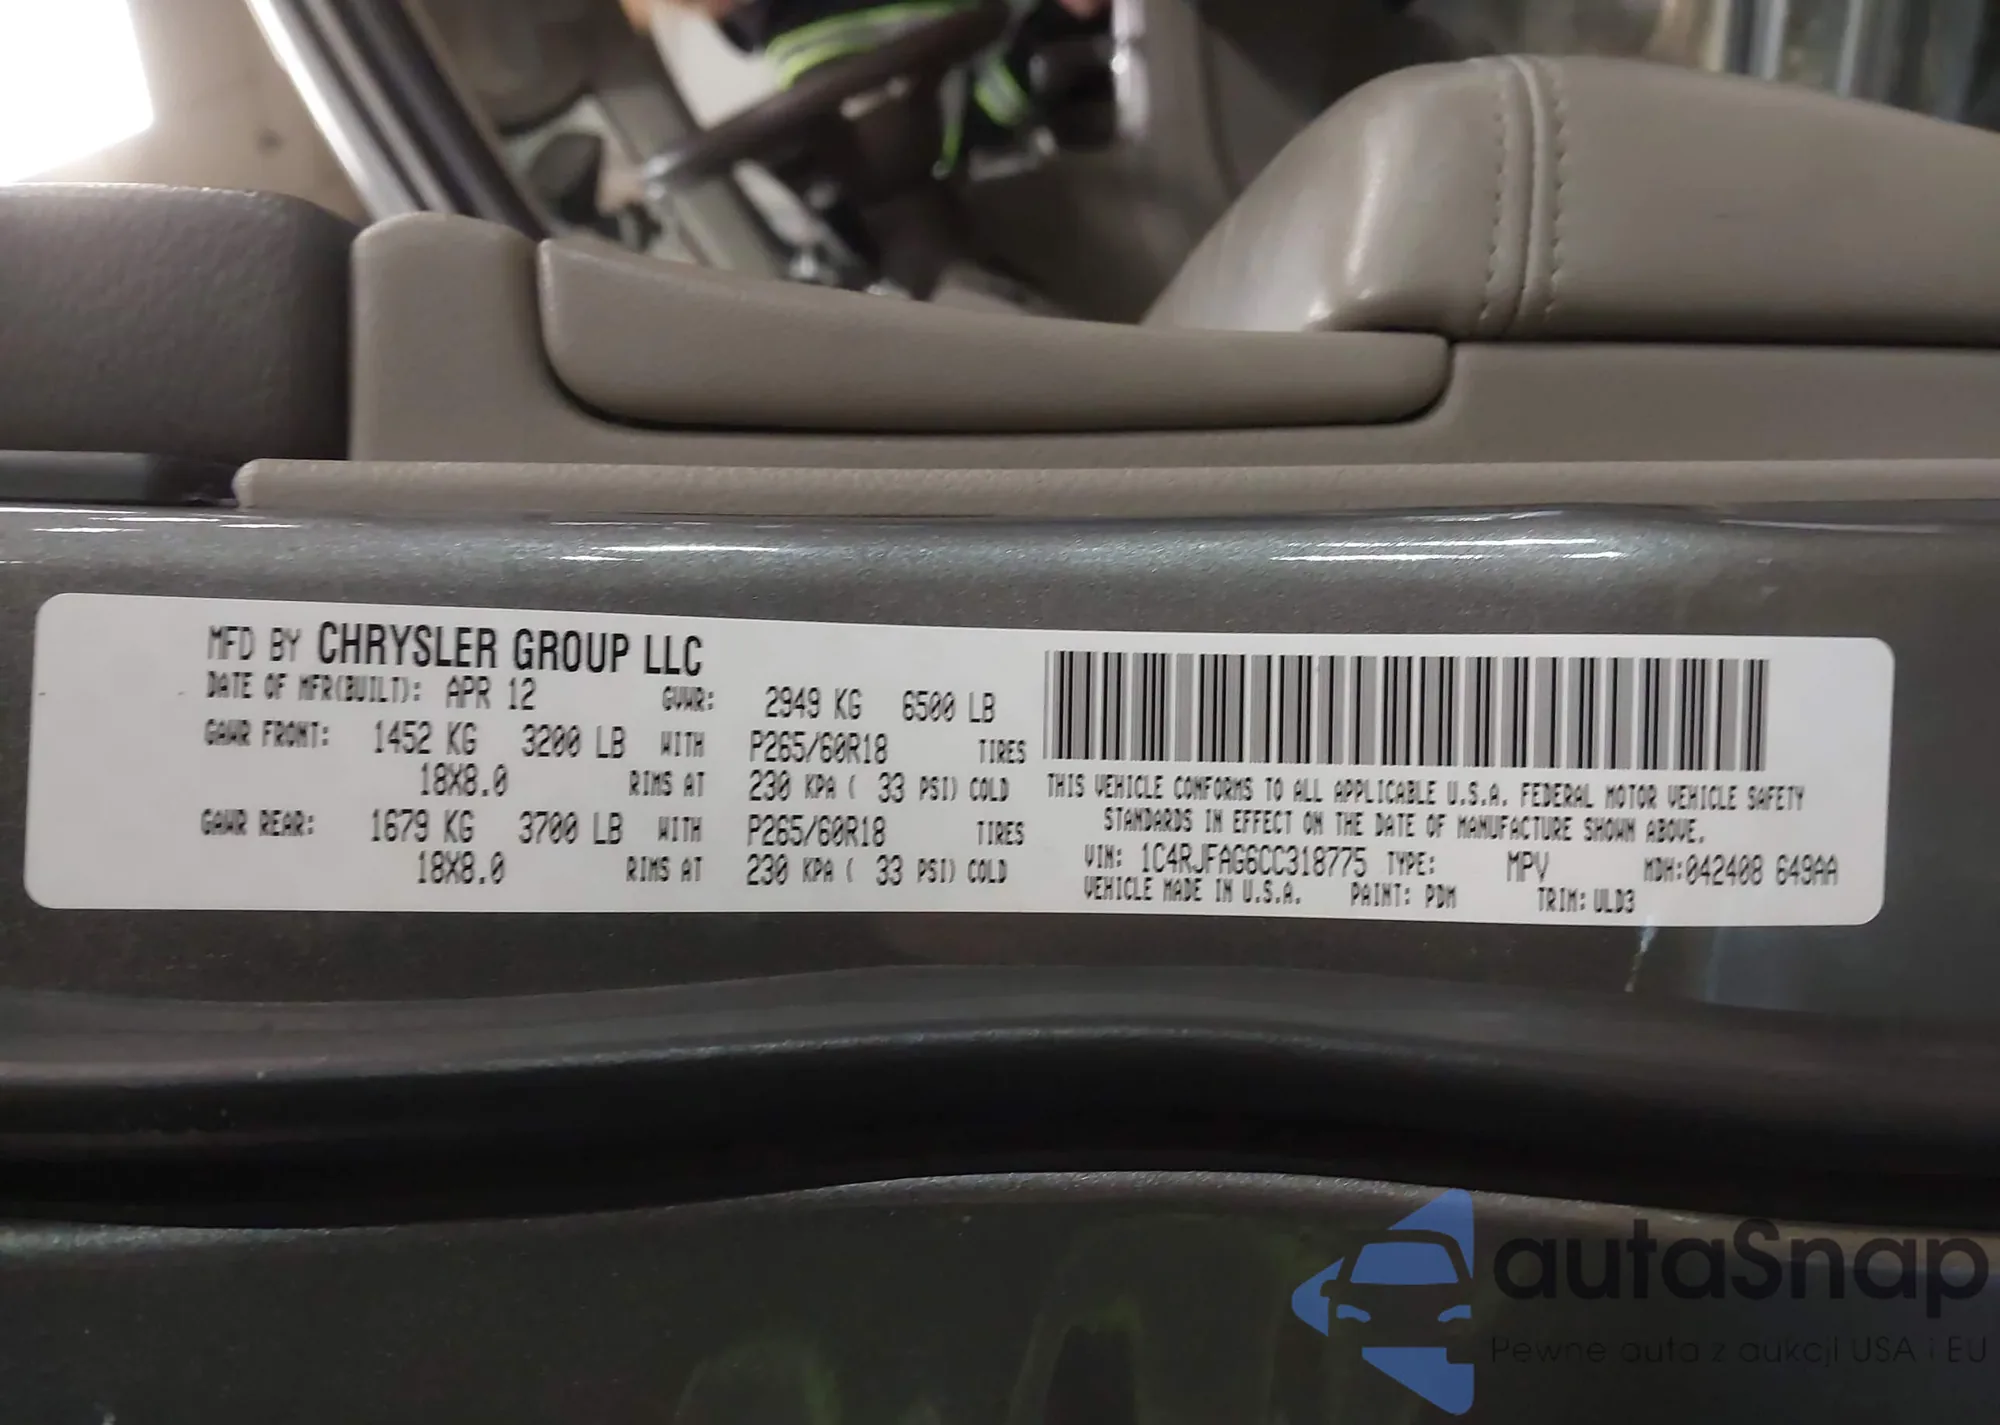 MFD BY CHRYSLER GROUP LLC
DATE OF MFR(BUILT): APR 12 GVWR: 2949 KG 6500 LB
GAWR FRONT: 1452 KG 3200 LB WITH P265/60R18 TIRES
18X8.0 RIMS AT 230 KPA ( 33 PSI) COLD
GAWR REAR: 1679 KG 3700 LB WITH P265/60R18 TIRES
18X8.0 RIMS AT 230 KPA ( 33 PSI) COLD
THIS VEHICLE CONFORMS TO ALL APPLICABLE U.S.A. FEDERAL MOTOR VEHICLE SAFETY
STANDARDS IN EFFECT ON THE DATE OF MANUFACTURE SHOWN ABOVE.
VIN: 1C4RJFAG6CC318775 TYPE: MPV MDH:042408 649AA
VEHICLE MADE IN U.S.A. PAINT: PDM TRIM: ULD3
autaSnap
Pewne auta z aukcji USA i EU